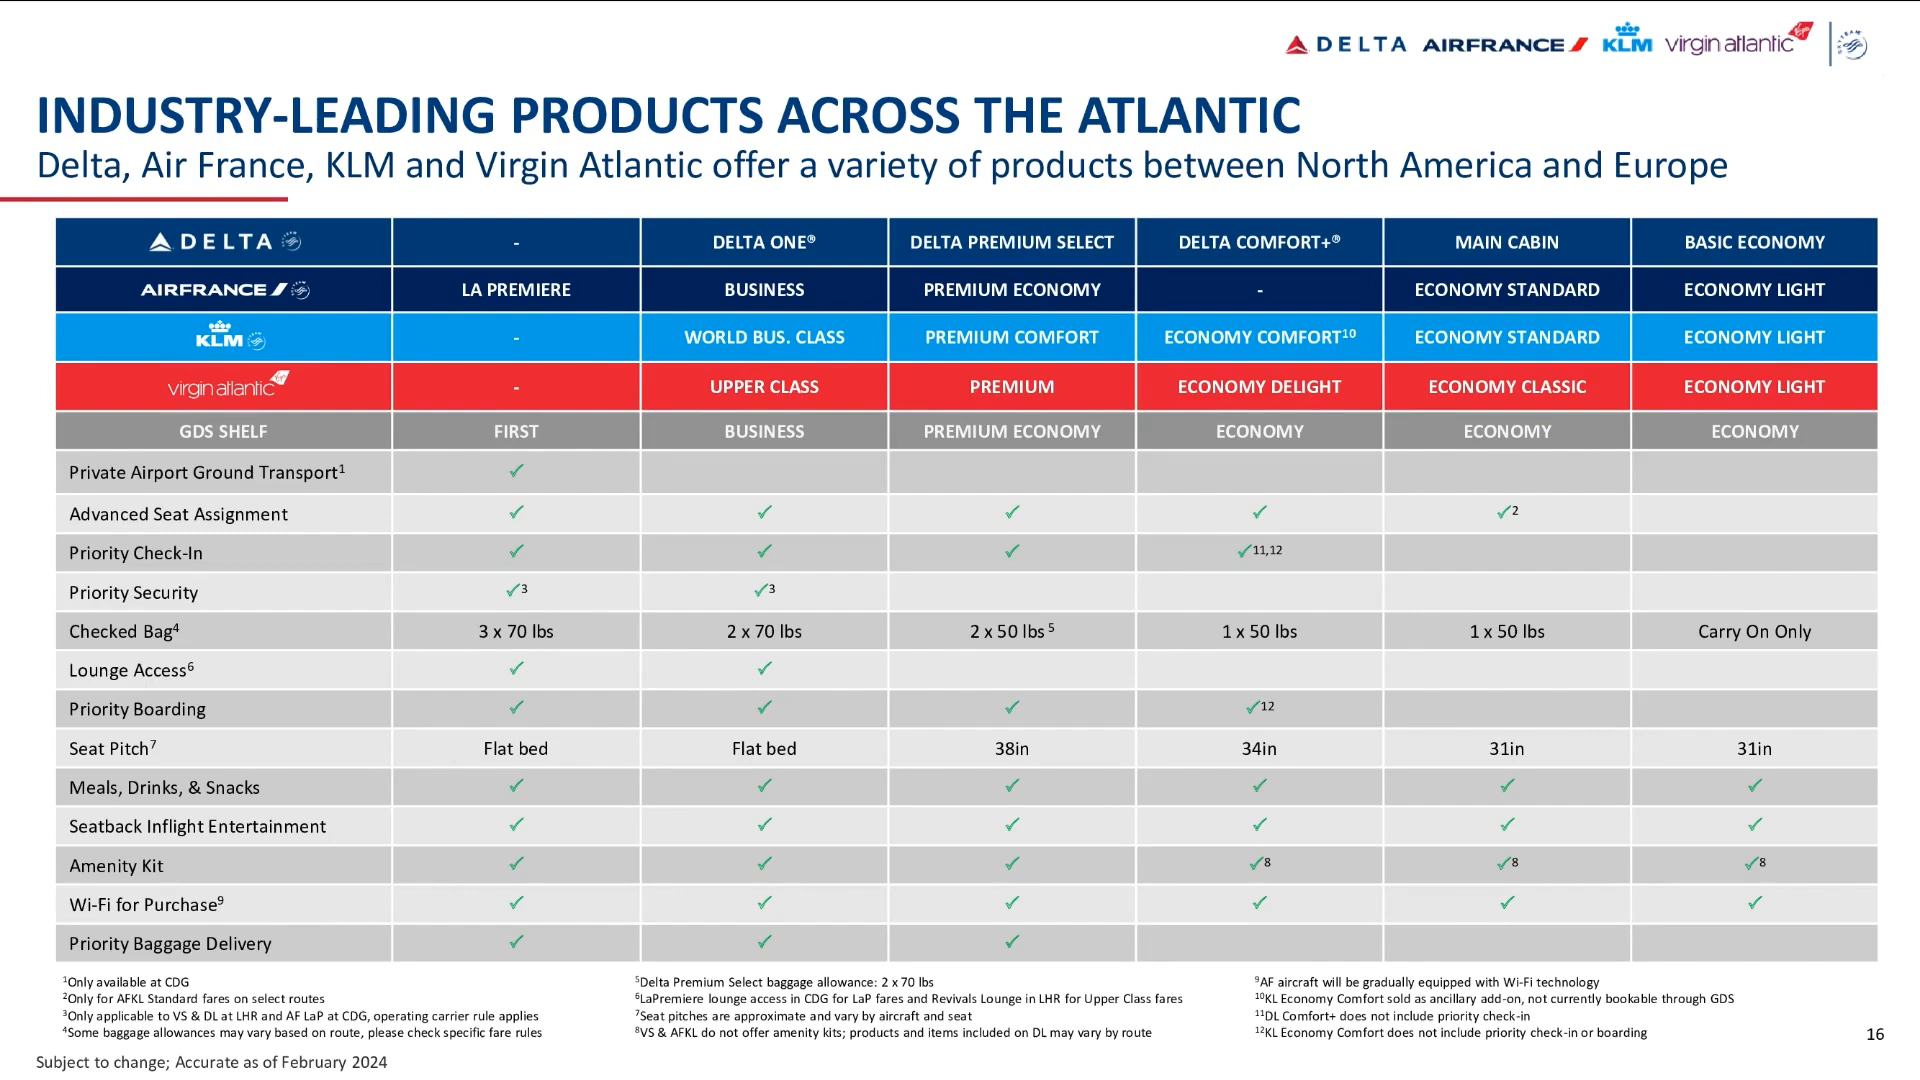 DELTA AIRFRANCE KLM virgin atlantic
INDUSTRY-LEADING PRODUCTS ACROSS THE ATLANTIC
Delta, Air France, KLM and Virgin Atlantic offer a variety of products between North America and Europe
DELTA - DELTA ONE® DELTA PREMIUM SELECT DELTA COMFORT+® MAIN CABIN BASIC ECONOMY
AIRFRANCE LA PREMIERE BUSINESS PREMIUM ECONOMY - ECONOMY STANDARD ECONOMY LIGHT
KLM - WORLD BUS. CLASS PREMIUM COMFORT ECONOMY COMFORT¹⁰ ECONOMY STANDARD ECONOMY LIGHT
virgin atlantic - UPPER CLASS PREMIUM ECONOMY DELIGHT ECONOMY CLASSIC ECONOMY LIGHT
GDS SHELF FIRST BUSINESS PREMIUM ECONOMY ECONOMY ECONOMY ECONOMY
Private Airport Ground Transport¹ ✓
Advanced Seat Assignment ✓ ✓ ✓ ✓ ✓²
Priority Check-In ✓ ✓ ✓ ✓¹¹,¹²
Priority Security ✓³ ✓³
Checked Bag⁴ 3 x 70 lbs 2 x 70 lbs 2 x 50 lbs⁵ 1 x 50 lbs 1 x 50 lbs Carry On Only
Lounge Access⁶ ✓ ✓
Priority Boarding ✓ ✓ ✓ ✓¹²
Seat Pitch⁷ Flat bed Flat bed 38in 34in 31in 31in
Meals, Drinks, & Snacks ✓ ✓ ✓ ✓ ✓ ✓
Seatback Inflight Entertainment ✓ ✓ ✓ ✓ ✓ ✓
Amenity Kit ✓ ✓ ✓ ✓⁸ ✓⁸ ✓⁸
Wi-Fi for Purchase⁹ ✓ ✓ ✓ ✓ ✓ ✓
Priority Baggage Delivery ✓ ✓ ✓
¹Only available at CDG
²Only for AFKL Standard fares on select routes
³Only applicable to VS & DL at LHR and AF LaP at CDG, operating carrier rule applies
⁴Some baggage allowances may vary based on route, please check specific fare rules
⁵Delta Premium Select baggage allowance: 2 x 70 lbs
⁶LaPremiere lounge access in CDG for LaP fares and Revivals Lounge in LHR for Upper Class fares
⁷Seat pitches are approximate and vary by aircraft and seat
⁸VS & AFKL do not offer amenity kits; products and items included on DL may vary by route
⁹AF aircraft will be gradually equipped with Wi-Fi technology
¹⁰KL Economy Comfort sold as ancillary add-on, not currently bookable through GDS
¹¹DL Comfort+ does not include priority check-in
¹²KL Economy Comfort does not include priority check-in or boarding
16
Subject to change; Accurate as of February 2024